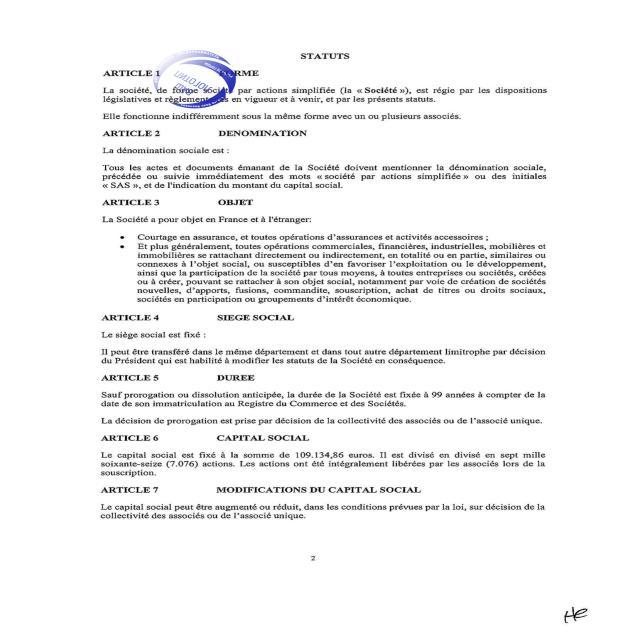 STATUTS
ARTICLE 1 FORME
La société, de forme société par actions simplifiée (la « Société »), est régie par les dispositions
législatives et règlementaires en vigueur et à venir, et par les présents statuts.
Elle fonctionne indifféremment sous la même forme avec un ou plusieurs associés.
ARTICLE 2 DENOMINATION
La dénomination sociale est :
Tous les actes et documents émanant de la Société doivent mentionner la dénomination sociale,
précédée ou suivie immédiatement des mots « société par actions simplifiée » ou des initiales
« SAS », et de l'indication du montant du capital social.
ARTICLE 3 OBJET
La Société a pour objet en France et à l'étranger:
• Courtage en assurance, et toutes opérations d'assurances et activités accessoires ;
• Et plus généralement, toutes opérations commerciales, financières, industrielles, mobilières et
immobilières se rattachant directement ou indirectement, en totalité ou en partie, similaires ou
connexes à l'objet social, ou susceptibles d'en favoriser l'exploitation ou le développement,
ainsi que la participation de la société par tous moyens, à toutes entreprises ou sociétés, créées
ou à créer, pouvant se rattacher à son objet social, notamment par voie de création de sociétés
nouvelles, d'apports, fusions, commandite, souscription, achat de titres ou droits sociaux,
sociétés en participation ou groupements d'intérêt économique.
ARTICLE 4 SIEGE SOCIAL
Le siège social est fixé :
Il peut être transféré dans le même département et dans tout autre département limitrophe par décision
du Président qui est habilité à modifier les statuts de la Société en conséquence.
ARTICLE 5 DUREE
Sauf prorogation ou dissolution anticipée, la durée de la Société est fixée à 99 années à compter de la
date de son immatriculation au Registre du Commerce et des Sociétés.
La décision de prorogation est prise par décision de la collectivité des associés ou de l'associé unique.
ARTICLE 6 CAPITAL SOCIAL
Le capital social est fixé à la somme de 109.134,86 euros. Il est divisé en divisé en sept mille
soixante-seize (7.076) actions. Les actions ont été intégralement libérées par les associés lors de la
souscription.
ARTICLE 7 MODIFICATIONS DU CAPITAL SOCIAL
Le capital social peut être augmenté ou réduit, dans les conditions prévues par la loi, sur décision de la
collectivité des associés ou de l'associé unique.
2
HE